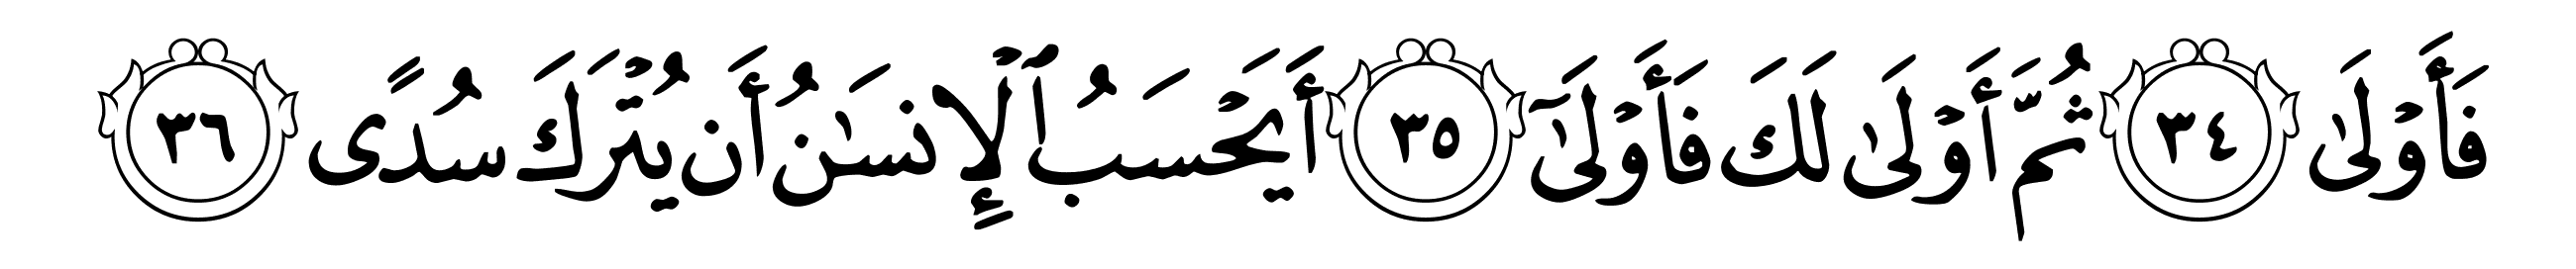 فَأَوۡلَىٰ ٣٤ ثُمَّ أَوۡلَىٰ لَكَ فَأَوۡلَىٰٓ ٣٥ أَيَحۡسَبُ ٱلۡإِنسَـٰنُ أَن يُتۡرَكَ سُدًى ٣٦